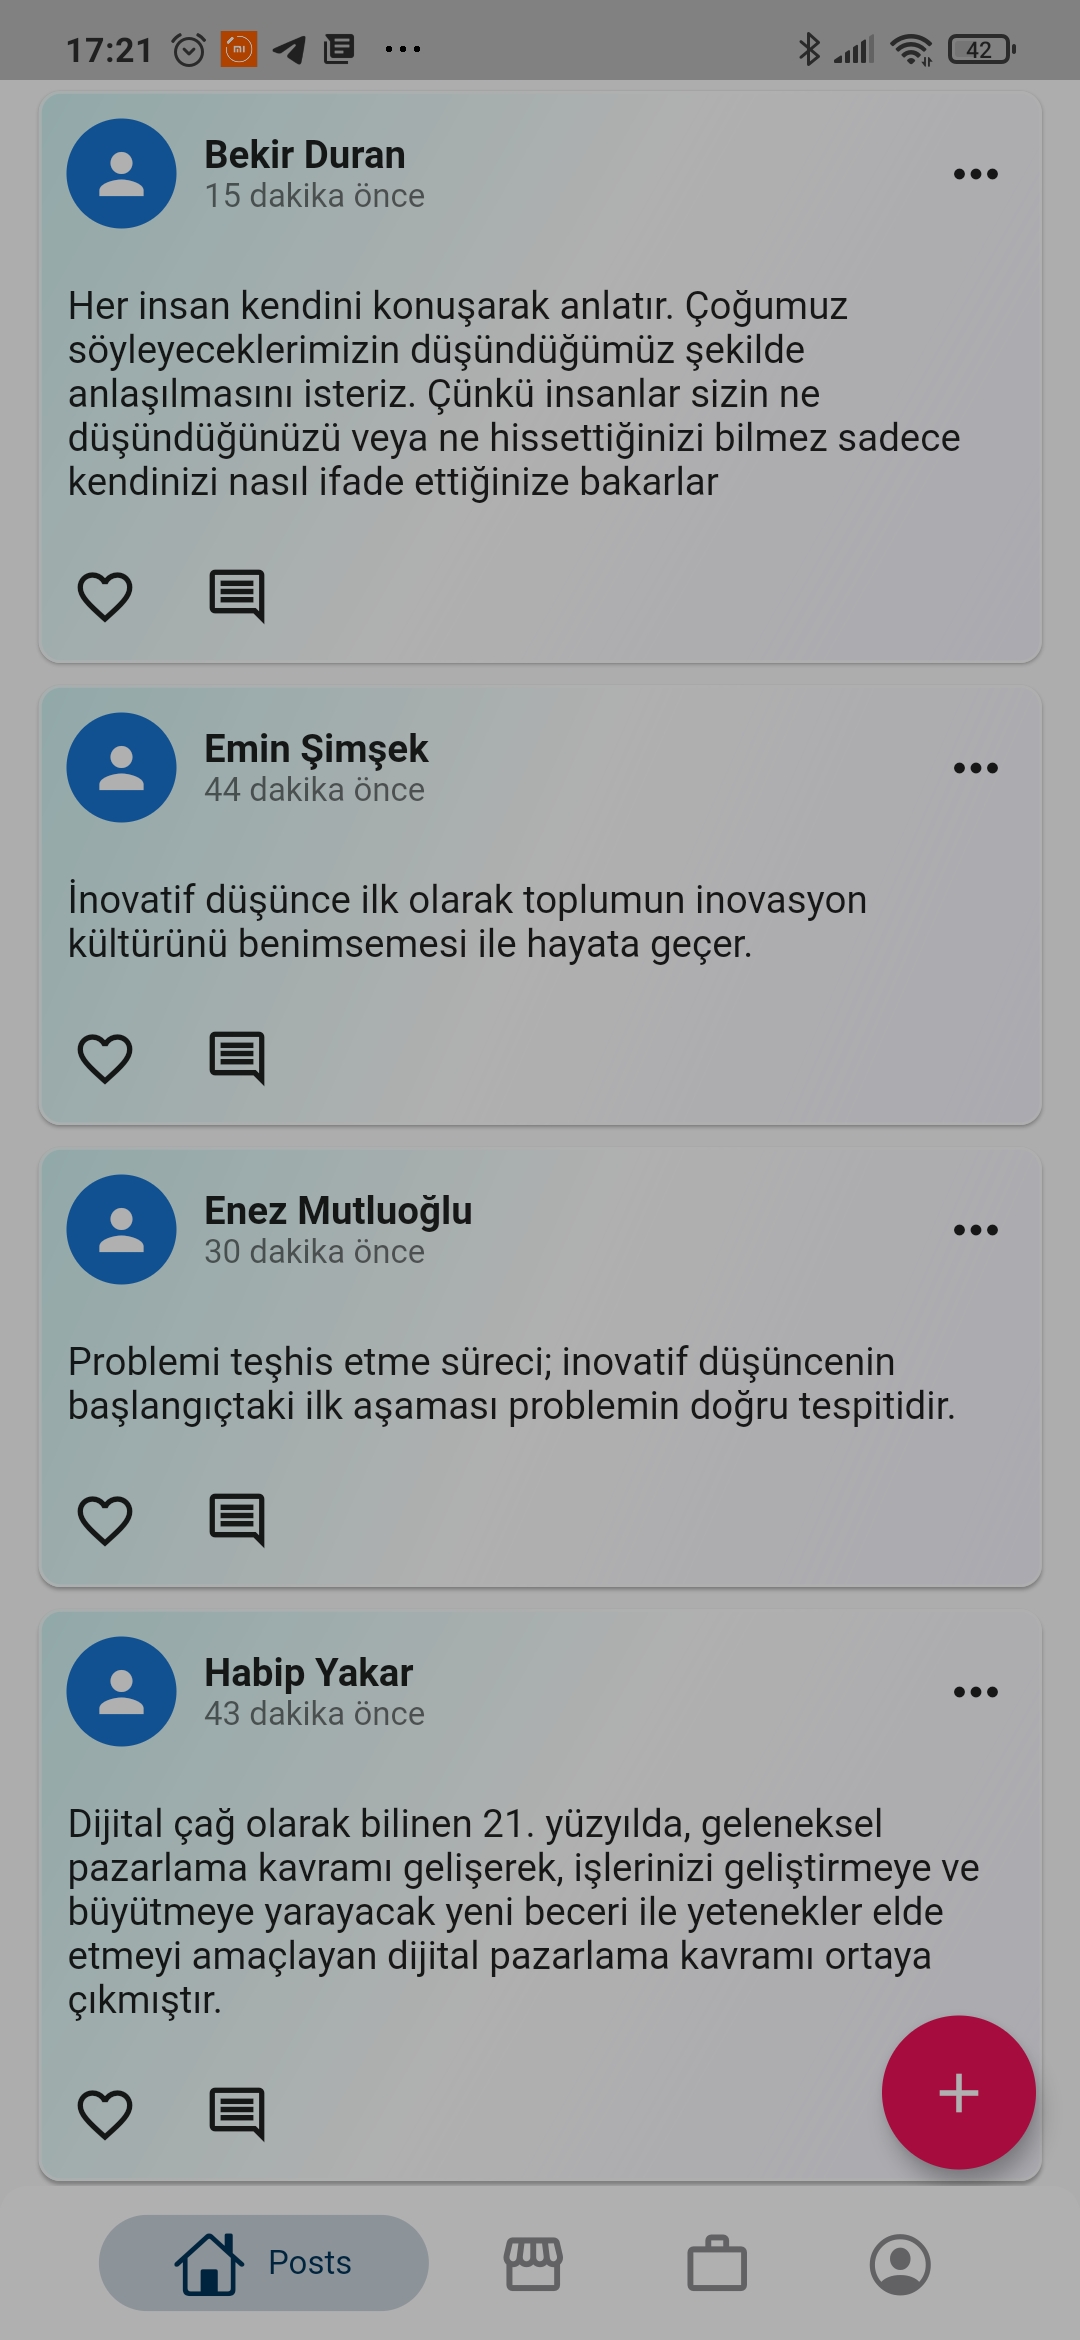 17:21
42
Bekir Duran
15 dakika önce
Her insan kendini konuşarak anlatır. Çoğumuz
söyleyeceklerimizin düşündüğümüz şekilde
anlaşılmasını isteriz. Çünkü insanlar sizin ne
düşündüğünüzü veya ne hissettiğinizi bilmez sadece
kendinizi nasıl ifade ettiğinize bakarlar
Emin Şimşek
44 dakika önce
İnovatif düşünce ilk olarak toplumun inovasyon
kültürünü benimsemesi ile hayata geçer.
Enez Mutluoğlu
30 dakika önce
Problemi teşhis etme süreci; inovatif düşüncenin
başlangıçtaki ilk aşaması problemin doğru tespitidir.
Habip Yakar
43 dakika önce
Dijital çağ olarak bilinen 21. yüzyılda, geleneksel
pazarlama kavramı gelişerek, işlerinizi geliştirmeye ve
büyütmeye yarayacak yeni beceri ile yetenekler elde
etmeyi amaçlayan dijital pazarlama kavramı ortaya
çıkmıştır.
Posts